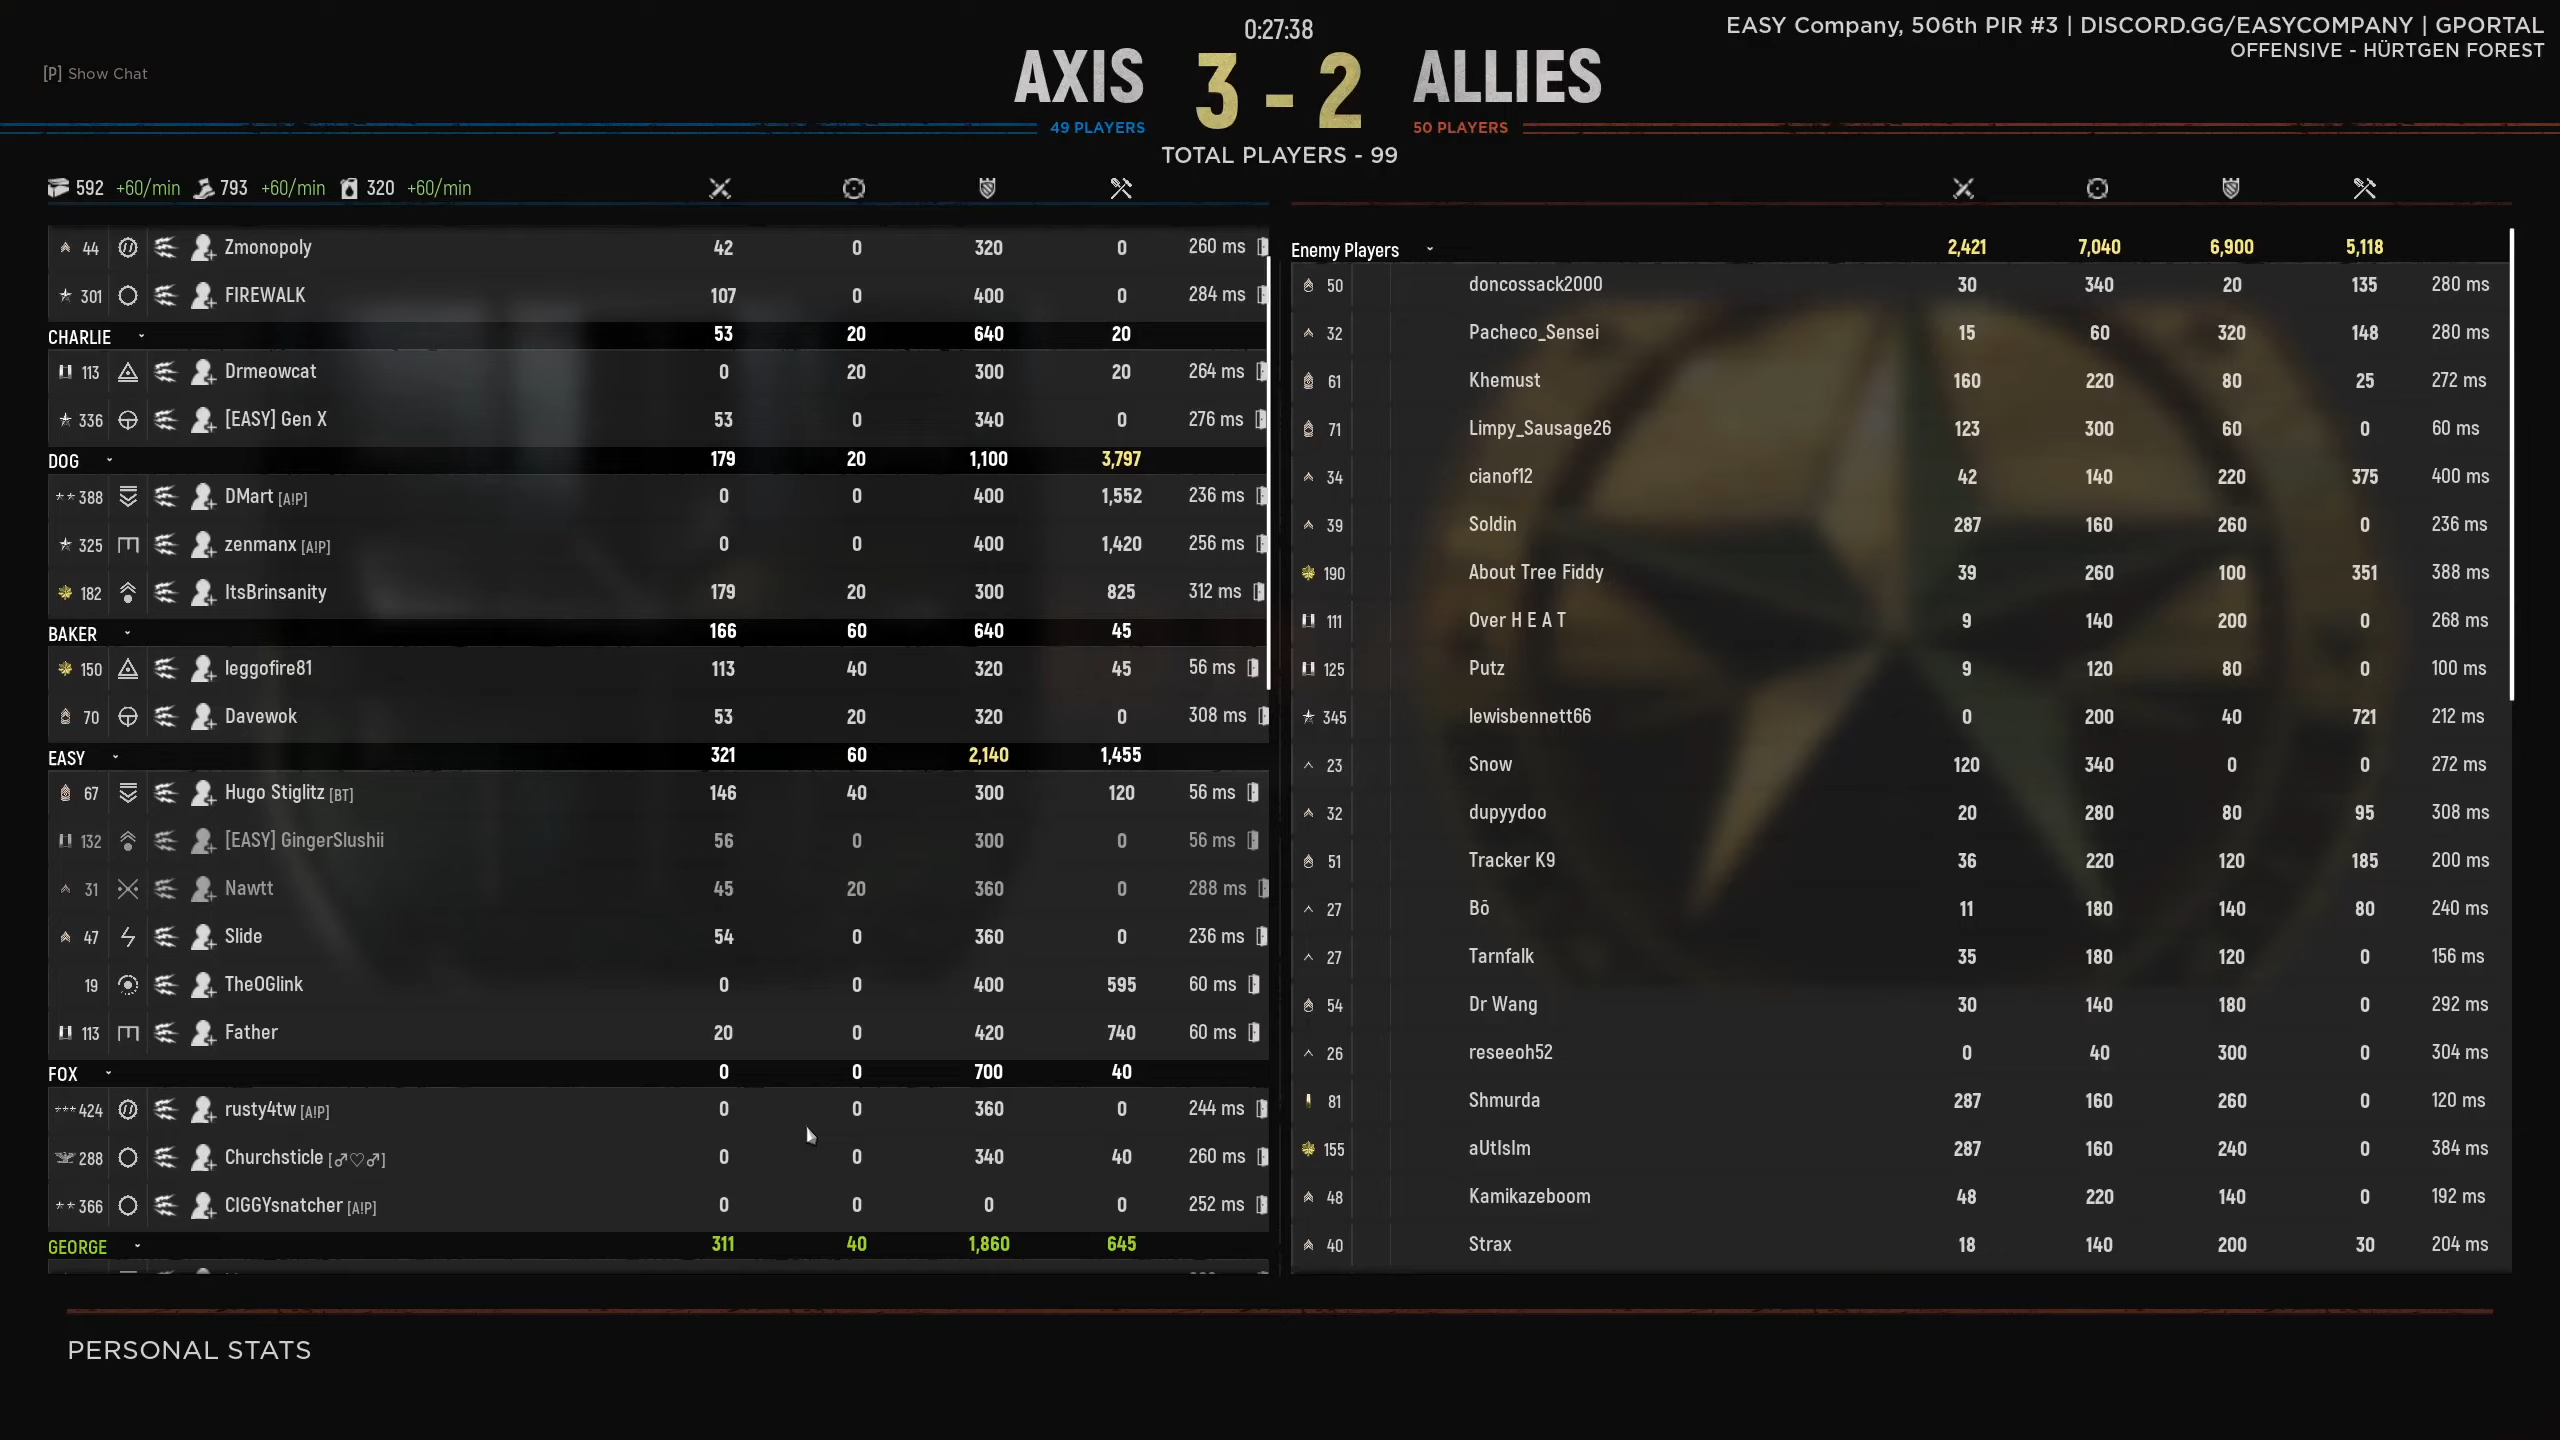 0:27:38
EASY Company, 506th PIR #3 | DISCORD.GG/EASYCOMPANY | GPORTAL
OFFENSIVE - HÜRTGEN FOREST
[P] Show Chat
AXIS 3 - 2 ALLIES
49 PLAYERS 50 PLAYERS
TOTAL PLAYERS - 99
592 +60/min 793 +60/min 320 +60/min
44 Zmonopoly 42 0 320 0 260 ms
301 FIREWALK 107 0 400 0 284 ms
CHARLIE 53 20 640 20
113 Drmeowcat 0 20 300 20 264 ms
336 [EASY] Gen X 53 0 340 0 276 ms
DOG 179 20 1,100 3,797
388 DMart [A!P] 0 0 400 1,552 236 ms
325 zenmanx [A!P] 0 0 400 1,420 256 ms
182 ItsBrinsanity 179 20 300 825 312 ms
BAKER 166 60 640 45
150 leggofire81 113 40 320 45 56 ms
70 Davewok 53 20 320 0 308 ms
EASY 321 60 2,140 1,455
67 Hugo Stiglitz [BT] 146 40 300 120 56 ms
132 [EASY] GingerSlushii 56 0 300 0 56 ms
31 Nawtt 45 20 360 0 288 ms
47 Slide 54 0 360 0 236 ms
19 TheOGlink 0 0 400 595 60 ms
113 Father 20 0 420 740 60 ms
FOX 0 0 700 40
424 rusty4tw [A!P] 0 0 360 0 244 ms
288 Churchsticle [♂♡♂] 0 0 340 40 260 ms
366 CIGGYsnatcher [A!P] 0 0 0 0 252 ms
GEORGE 311 40 1,860 645
Enemy Players 2,421 7,040 6,900 5,118
50 doncossack2000 30 340 20 135 280 ms
32 Pacheco_Sensei 15 60 320 148 280 ms
61 Khemust 160 220 80 25 272 ms
71 Limpy_Sausage26 123 300 60 0 60 ms
34 cianof12 42 140 220 375 400 ms
39 Soldin 287 160 260 0 236 ms
190 About Tree Fiddy 39 260 100 351 388 ms
111 Over H E A T 9 140 200 0 268 ms
125 Putz 9 120 80 0 100 ms
345 lewisbennett66 0 200 40 721 212 ms
23 Snow 120 340 0 0 272 ms
32 dupyydoo 20 280 80 95 308 ms
51 Tracker K9 36 220 120 185 200 ms
27 Bō 11 180 140 80 240 ms
27 Tarnfalk 35 180 120 0 156 ms
54 Dr Wang 30 140 180 0 292 ms
26 reseeoh52 0 40 300 0 304 ms
81 Shmurda 287 160 260 0 120 ms
155 aUtIsIm 287 160 240 0 384 ms
48 Kamikazeboom 48 220 140 0 192 ms
40 Strax 18 140 200 30 204 ms
PERSONAL STATS